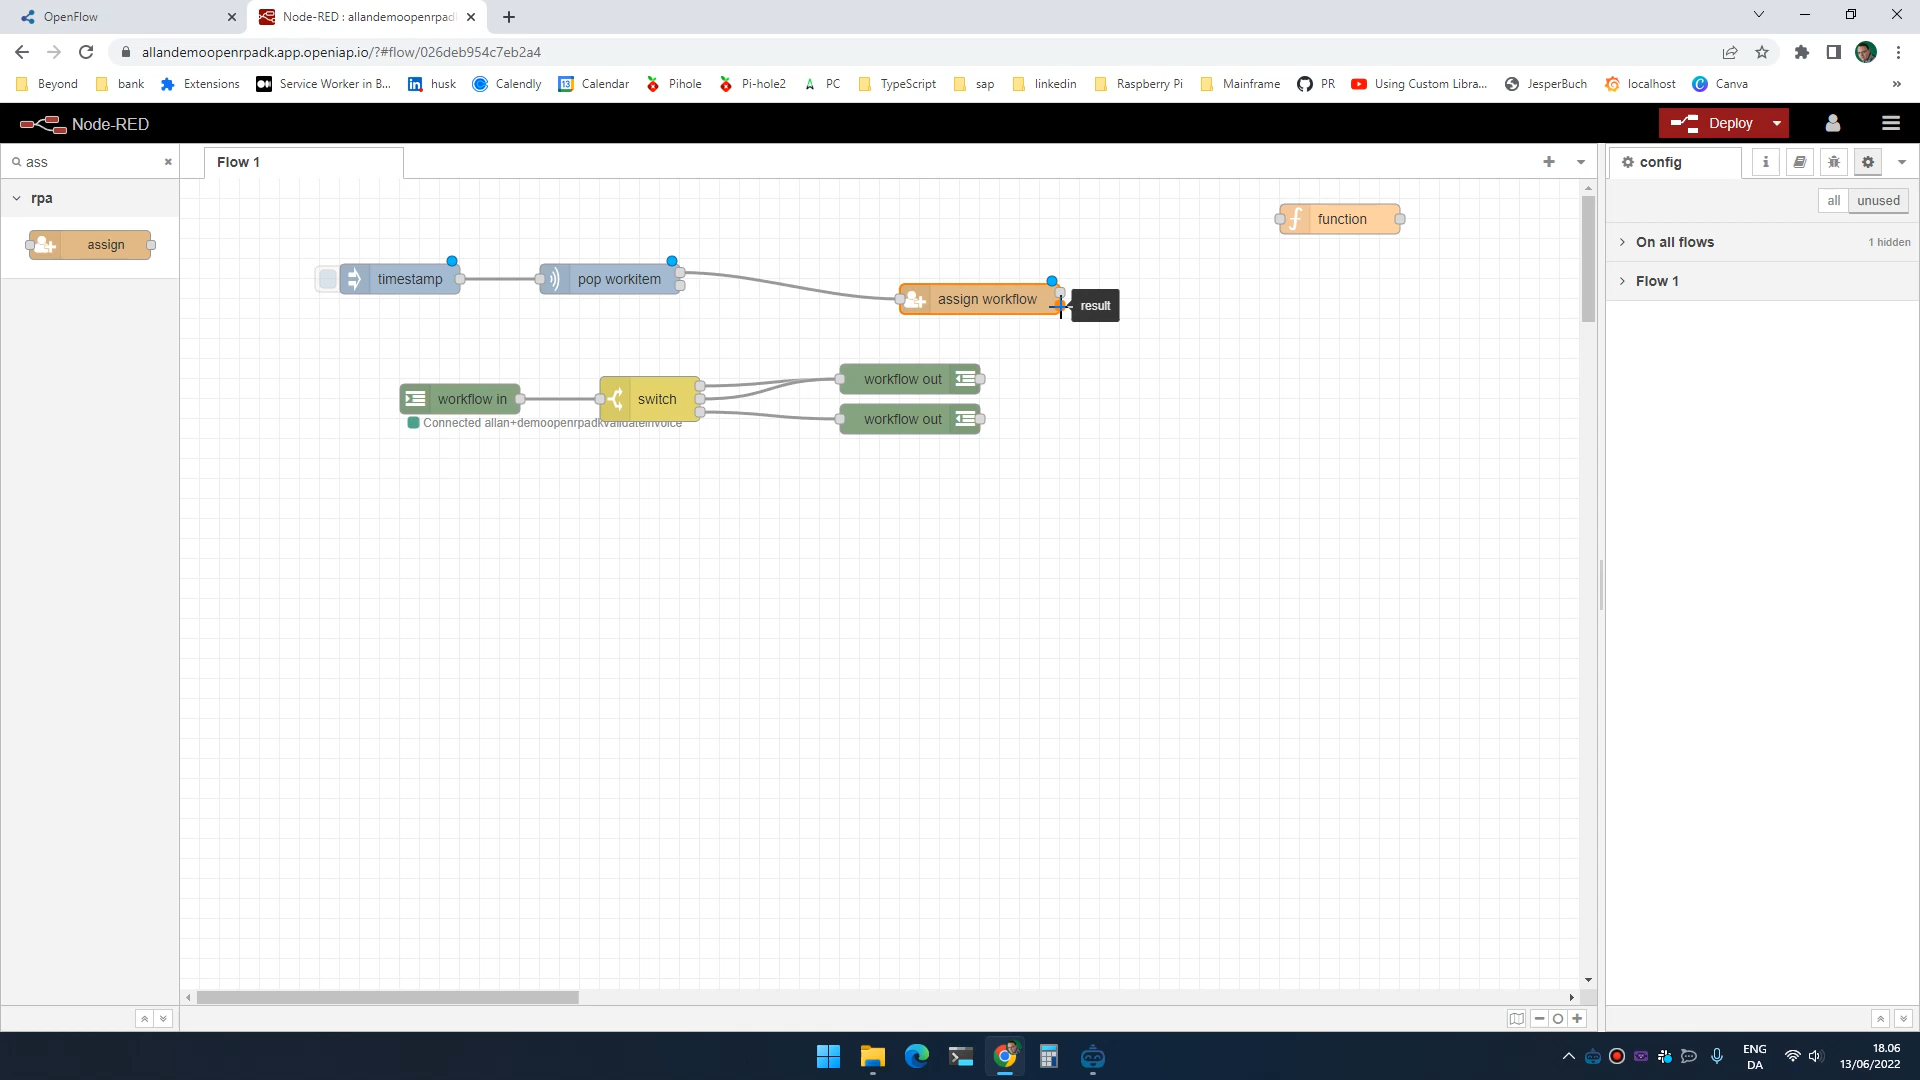 OpenFlow
Node-RED : allandemoopenrpadk
allandemoopenrpadk.app.openiap.io/?#flow/026deb954c7eb2a4
Beyond
bank
Extensions
Service Worker in B...
husk
Calendly
Calendar
Pihole
Pi-hole2
PC
TypeScript
sap
linkedin
Raspberry Pi
Mainframe
PR
Using Custom Libra...
JesperBuch
localhost
Canva
»
Node-RED
Deploy
ass
Flow 1
config
rpa
all
unused
function
assign
On all flows
1 hidden
timestamp
pop workitem
Flow 1
assign workflow
result
workflow out
workflow in
switch
workflow out
Connected allan+demoopenrpadkvalidateinvoice
ENG
DA
18.06
13/06/2022